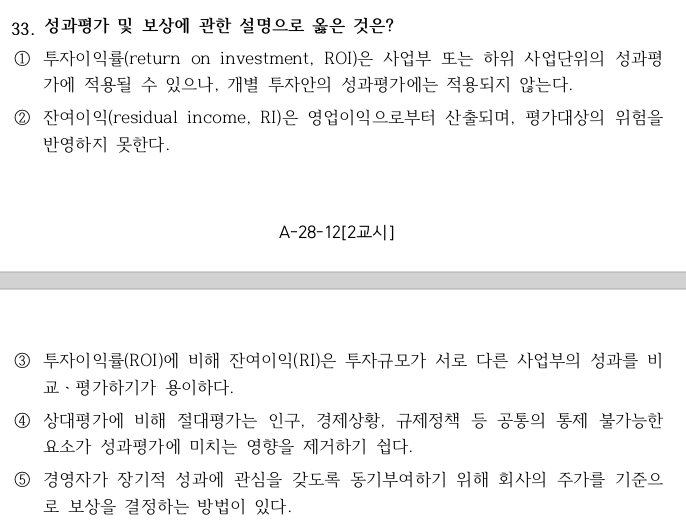 33. 성과평가 및 보상에 관한 설명으로 옳은 것은?
① 투자이익률(return on investment, ROI)은 사업부 또는 하위 사업단위의 성과평
가에 적용될 수 있으나, 개별 투자안의 성과평가에는 적용되지 않는다.
② 잔여이익(residual income, RI)은 영업이익으로부터 산출되며, 평가대상의 위험을
반영하지 못한다.
A-28-12[2교시]
③ 투자이익률(ROI)에 비해 잔여이익(RI)은 투자규모가 서로 다른 사업부의 성과를 비
교ㆍ평가하기가 용이하다.
④ 상대평가에 비해 절대평가는 인구, 경제상황, 규제정책 등 공통의 통제 불가능한
요소가 성과평가에 미치는 영향을 제거하기 쉽다.
⑤ 경영자가 장기적 성과에 관심을 갖도록 동기부여하기 위해 회사의 주가를 기준으
로 보상을 결정하는 방법이 있다.